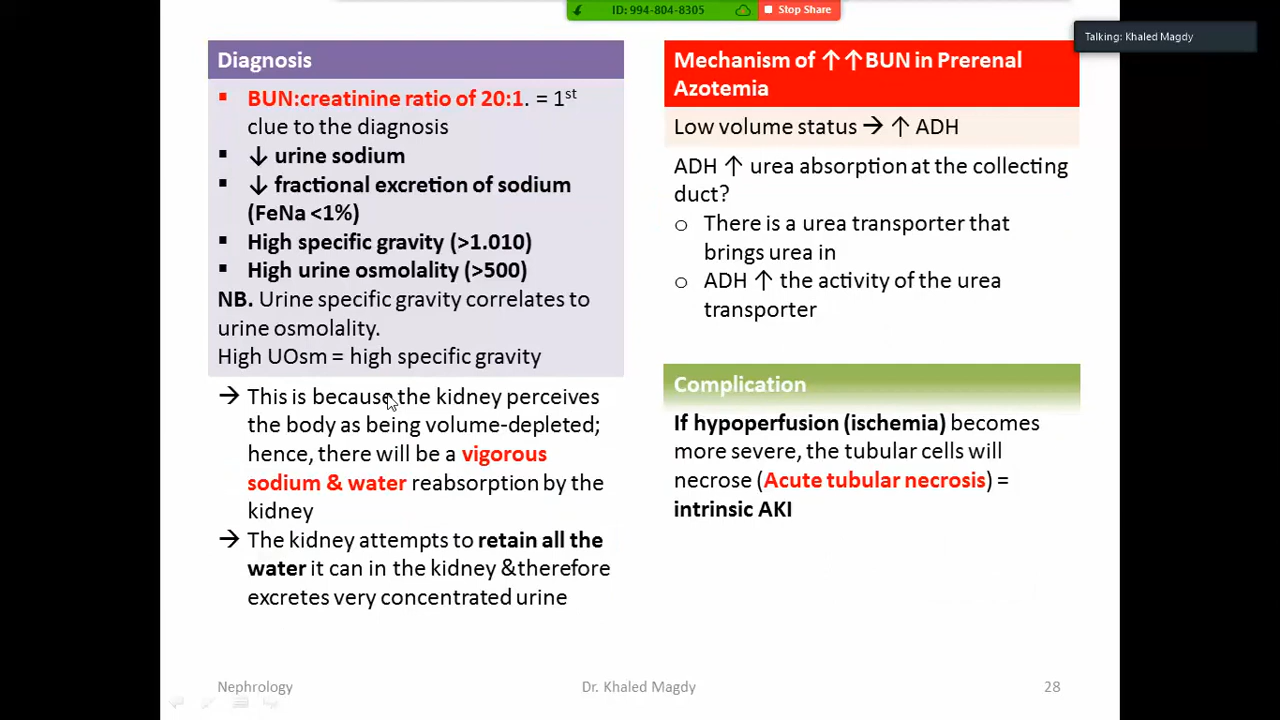 ID: 994-804-8305
Stop Share
Talking: Khaled Magdy
Diagnosis
▪ BUN:creatinine ratio of 20:1. = 1st
clue to the diagnosis
▪ ↓ urine sodium
▪ ↓ fractional excretion of sodium
(FeNa <1%)
▪ High specific gravity (>1.010)
▪ High urine osmolality (>500)
NB. Urine specific gravity correlates to
urine osmolality.
High UOsm = high specific gravity
→ This is because the kidney perceives
the body as being volume-depleted;
hence, there will be a vigorous
sodium & water reabsorption by the
kidney
→ The kidney attempts to retain all the
water it can in the kidney &therefore
excretes very concentrated urine
Mechanism of ↑↑BUN in Prerenal
Azotemia
Low volume status → ↑ ADH
ADH ↑ urea absorption at the collecting
duct?
o There is a urea transporter that
brings urea in
o ADH ↑ the activity of the urea
transporter
Complication
If hypoperfusion (ischemia) becomes
more severe, the tubular cells will
necrose (Acute tubular necrosis) =
intrinsic AKI
Nephrology
Dr. Khaled Magdy
28